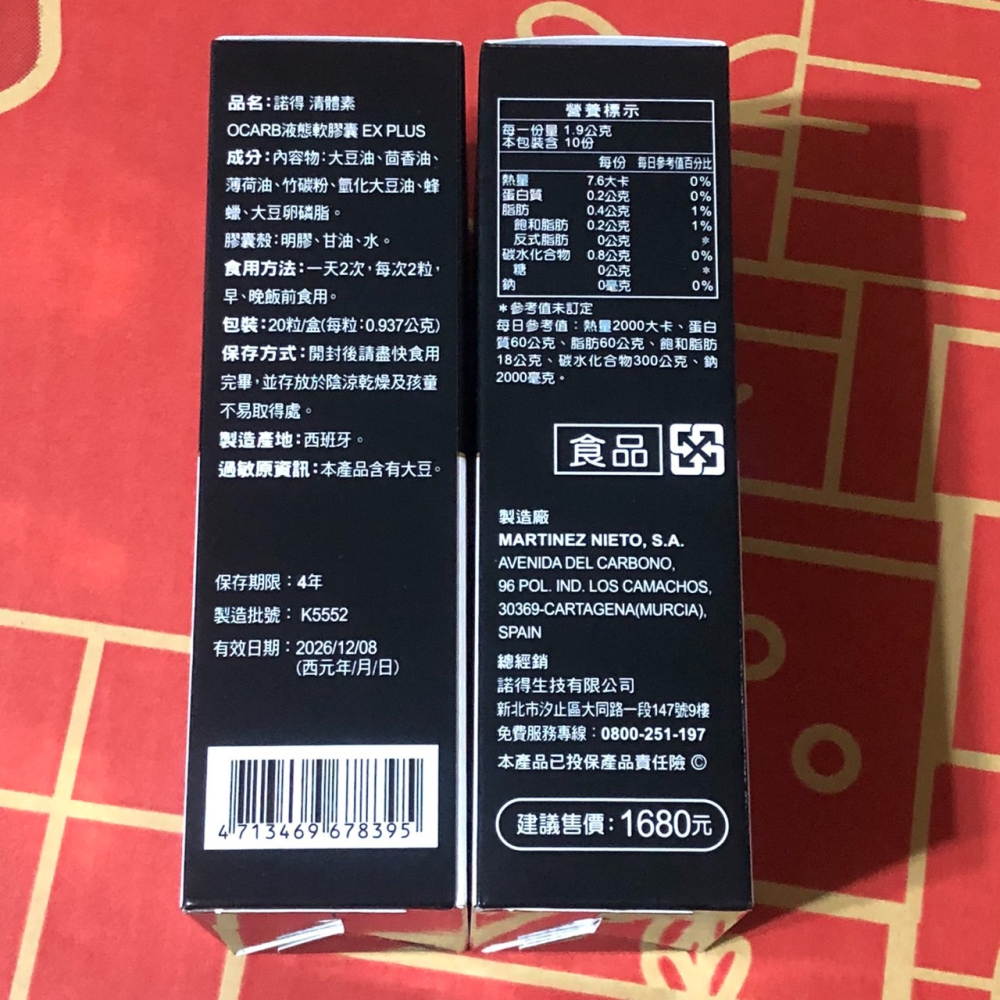 品名：諾得 清體素
OCARB液態軟膠囊 EX PLUS
成分：內容物：大豆油、茴香油、
薄荷油、竹碳粉、氫化大豆油、蜂
蠟、大豆卵磷脂。
膠囊殼：明膠、甘油、水。
食用方法：一天2次，每次2粒，
早、晚飯前食用。
包裝：20粒/盒(每粒：0.937公克)
保存方式：開封後請盡快食用
完畢，並存放於陰涼乾燥及孩童
不易取得處。
製造產地：西班牙。
過敏原資訊：本產品含有大豆。
保存期限：4年
製造批號： K5552
有效日期：2026/12/08
(西元年/月/日)
4 713469 678395
營養標示
每一份量 1.9公克
本包裝含 10份
每份 每日參考值百分比
熱量 7.6大卡 0%
蛋白質 0.2公克 0%
脂肪 0.4公克 1%
飽和脂肪 0.2公克 1%
反式脂肪 0公克 *
碳水化合物 0.8公克 0%
糖 0公克 *
鈉 0毫克 0%
*參考值未訂定
每日參考值：熱量2000大卡、蛋白
質60公克、脂肪60公克、飽和脂肪
18公克、碳水化合物300公克、鈉
2000毫克。
食品
製造廠
MARTINEZ NIETO, S.A.
AVENIDA DEL CARBONO,
96 POL. IND. LOS CAMACHOS,
30369-CARTAGENA(MURCIA),
SPAIN
總經銷
諾得生技有限公司
新北市汐止區大同路一段147號9樓
免費服務專線：0800-251-197
本產品已投保產品責任險 ©
建議售價：1680元